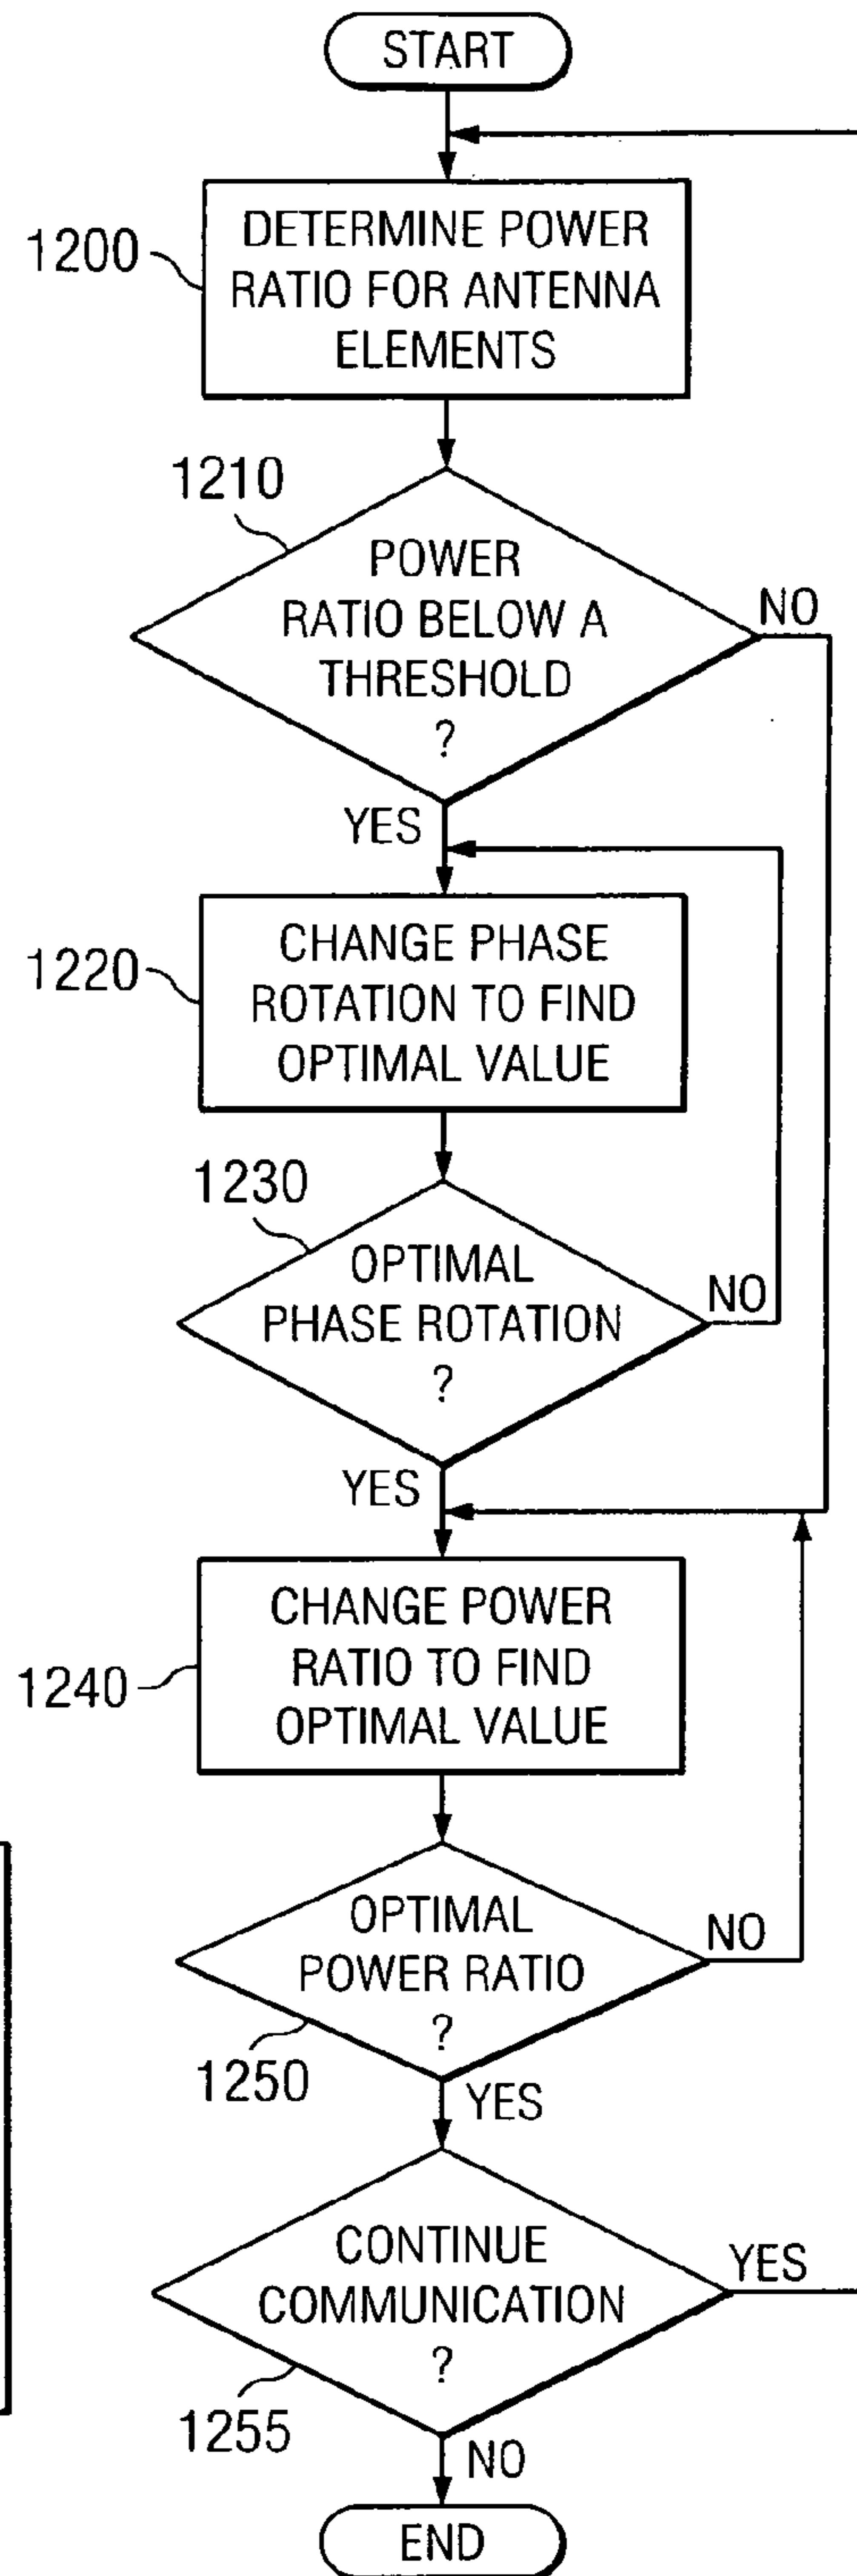 START
1200
DETERMINE POWER
RATIO FOR ANTENNA
ELEMENTS
1210
POWER
RATIO BELOW A
THRESHOLD
?
NO
YES
1220
CHANGE PHASE
ROTATION TO FIND
OPTIMAL VALUE
1230
OPTIMAL
PHASE ROTATION
?
NO
YES
1240
CHANGE POWER
RATIO TO FIND
OPTIMAL VALUE
OPTIMAL
POWER RATIO
?
NO
1250
YES
CONTINUE
COMMUNICATION
?
YES
1255
NO
END